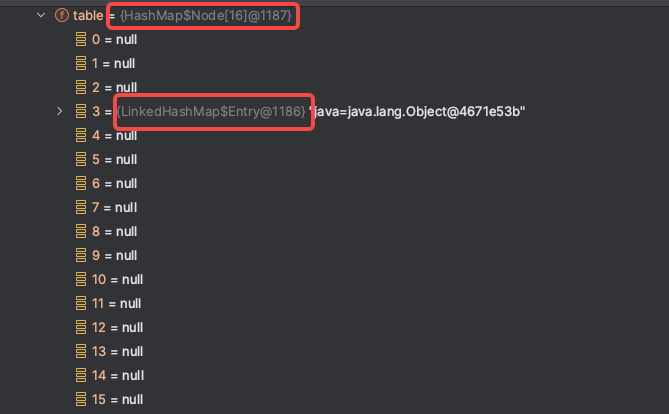 table = {HashMap$Node[16]@1187}
0 = null
1 = null
2 = null
3 = {LinkedHashMap$Entry@1186} "java=java.lang.Object@4671e53b"
4 = null
5 = null
6 = null
7 = null
8 = null
9 = null
10 = null
11 = null
12 = null
13 = null
14 = null
15 = null